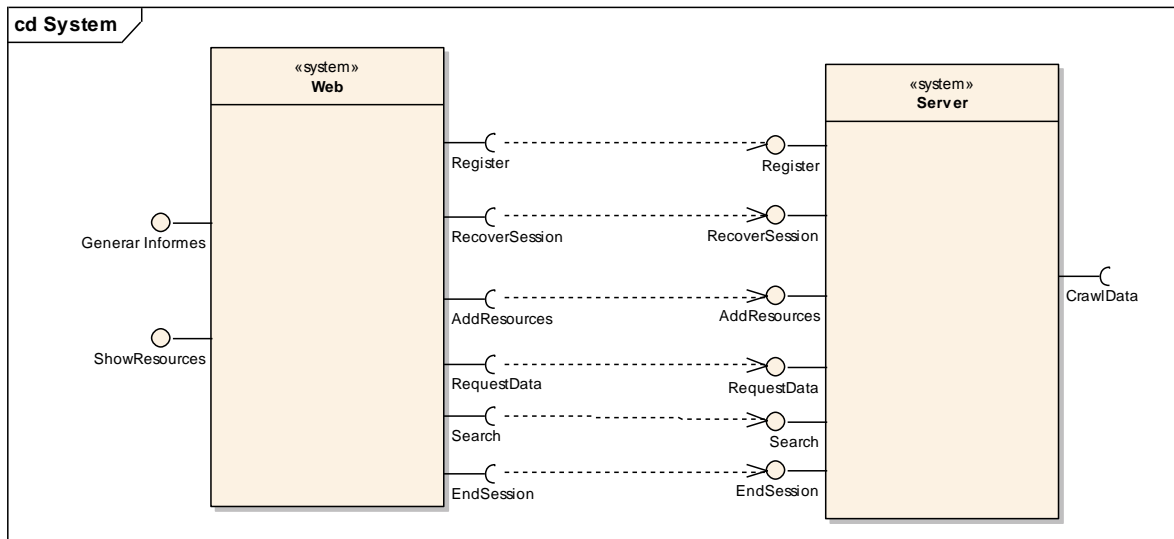 cd System
«system»
Web
«system»
Server
Register
Register
Generar Informes
RecoverSession
RecoverSession
CrawlData
AddResources
AddResources
ShowResources
RequestData
RequestData
Search
Search
EndSession
EndSession